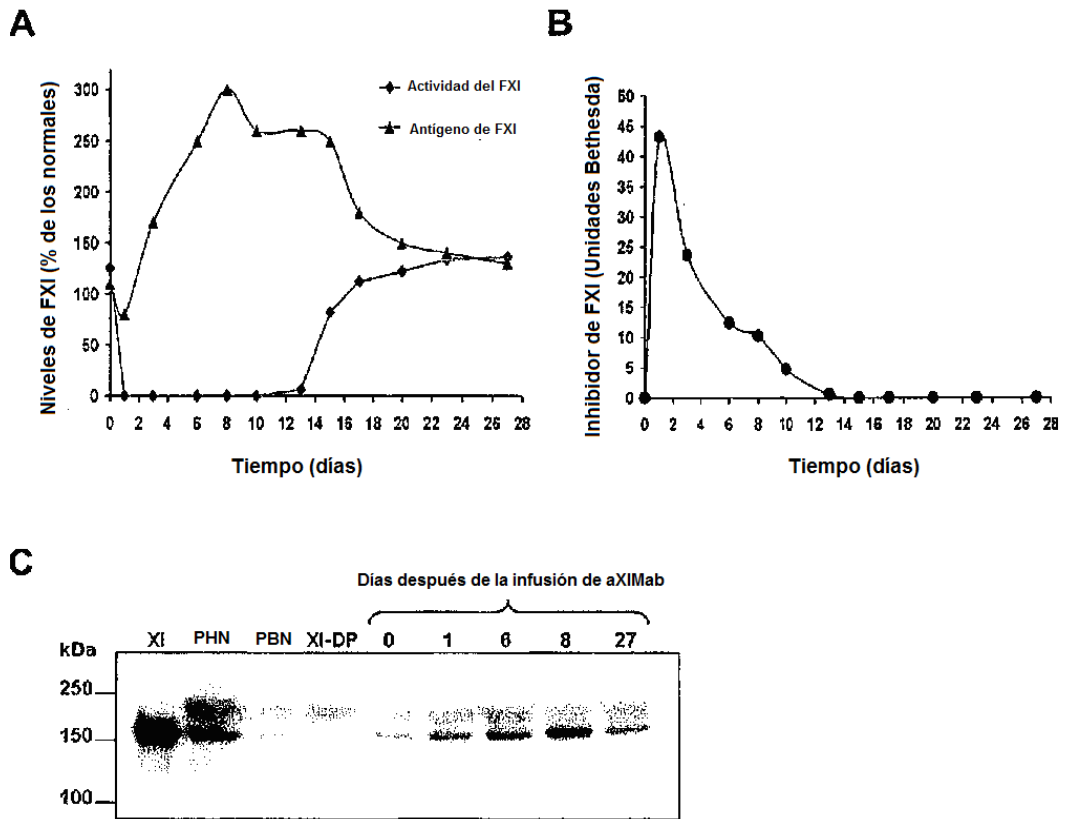 A
Niveles de FXI (% de los normales)
300
250
200
150
100
50
0
Actividad del FXI
Antígeno de FXI
0 2 4 6 8 10 12 14 16 18 20 22 24 26 28
Tiempo (días)
B
Inhibidor de FXI (Unidades Bethesda)
50
45
40
35
30
25
20
15
10
5
0
0 2 4 6 8 10 12 14 16 18 20 22 24 26 28
Tiempo (días)
C
Días después de la infusión de aXIMab
kDa XI PHN PBN XI-DP 0 1 6 8 27
250
150
100